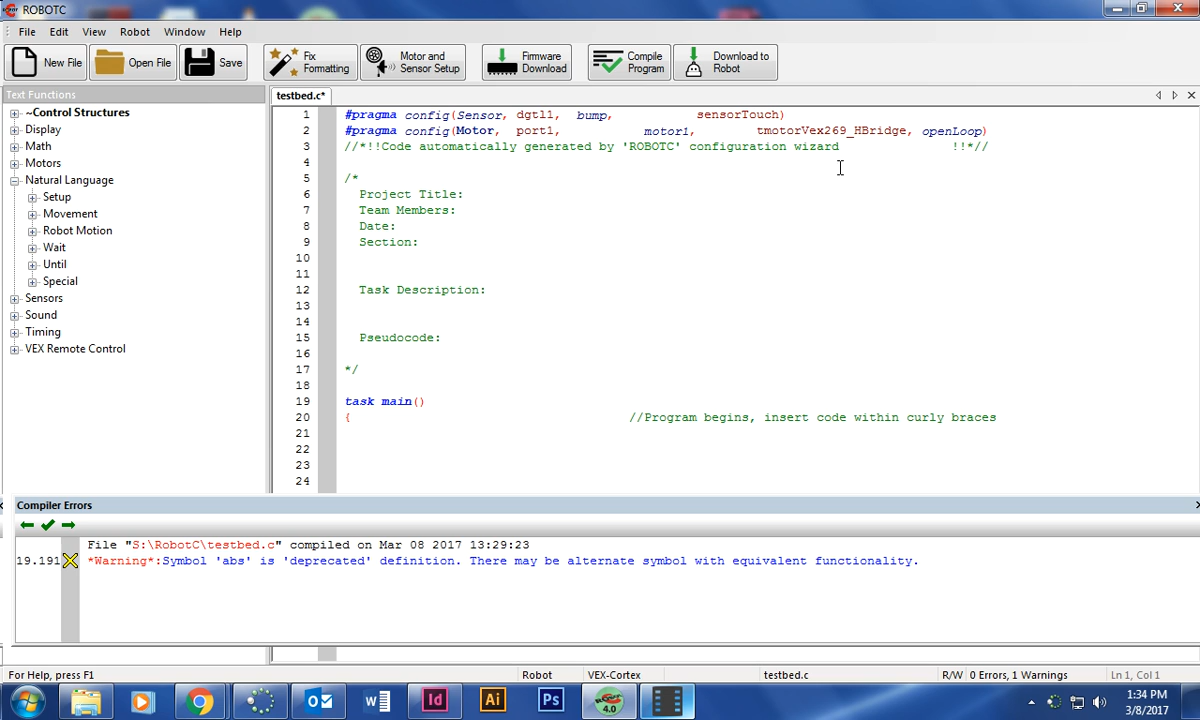 ROBOTC
File Edit View Robot Window Help
New File Open File Save Fix Formatting Motor and Sensor Setup Firmware Download Compile Program Download to Robot
Text Functions
testbed.c*
~Control Structures
Display
Math
Motors
Natural Language
Setup
Movement
Robot Motion
Wait
Until
Special
Sensors
Sound
Timing
VEX Remote Control
1 #pragma config(Sensor, dgtl1, bump, sensorTouch)
2 #pragma config(Motor, port1, motor1, tmotorVex269_HBridge, openLoop)
3 //*!!Code automatically generated by 'ROBOTC' configuration wizard !!*//
4
5 /*
6 Project Title:
7 Team Members:
8 Date:
9 Section:
10
11
12 Task Description:
13
14
15 Pseudocode:
16
17 */
18
19 task main()
20 { //Program begins, insert code within curly braces
21
22
23
24
Compiler Errors
File "S:\RobotC\testbed.c" compiled on Mar 08 2017 13:29:23
19.191 *Warning*:Symbol 'abs' is 'deprecated' definition. There may be alternate symbol with equivalent functionality.
For Help, press F1 Robot VEX-Cortex testbed.c R/W 0 Errors, 1 Warnings Ln 1, Col 1
4.0
1:34 PM
3/8/2017